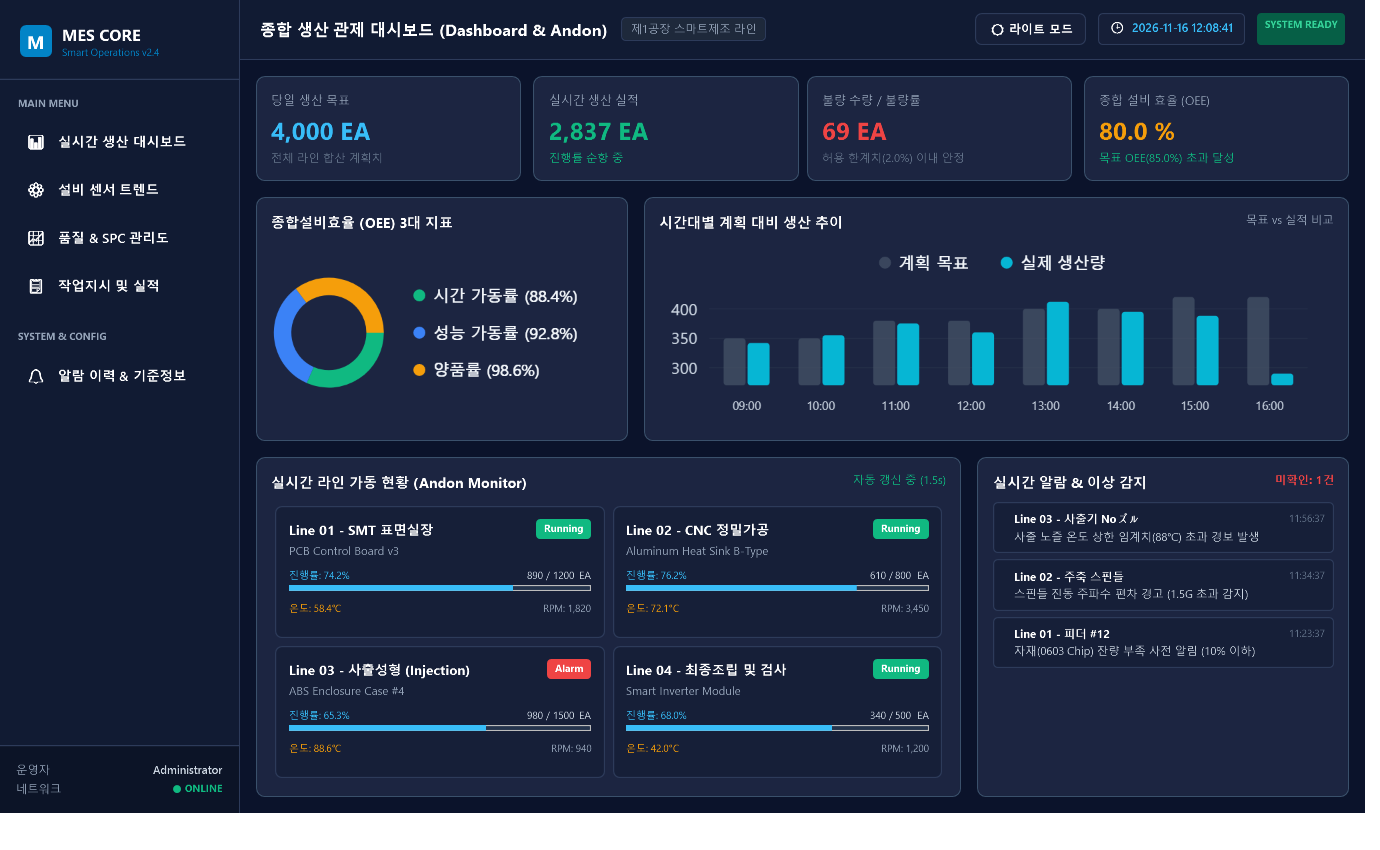 M
MES CORE
Smart Operations v2.4
MAIN MENU
실시간 생산 대시보드
설비 센서 트렌드
품질 & SPC 관리도
작업지시 및 실적
SYSTEM & CONFIG
알람 이력 & 기준정보
운영자 Administrator
네트워크 ONLINE
종합 생산 관제 대시보드 (Dashboard & Andon)
제1공장 스마트제조 라인
라이트 모드
2026-11-16 12:08:41
SYSTEM READY
당일 생산 목표
4,000 EA
전체 라인 합산 계획치
실시간 생산 실적
2,837 EA
진행률 순항 중
불량 수량 / 불량률
69 EA
허용 한계치(2.0%) 이내 안정
종합 설비 효율 (OEE)
80.0 %
목표 OEE(85.0%) 초과 달성
종합설비효율 (OEE) 3대 지표
시간 가동률 (88.4%)
성능 가동률 (92.8%)
양품률 (98.6%)
시간대별 계획 대비 생산 추이
목표 vs 실적 비교
계획 목표 실제 생산량
400
350
300
09:00 10:00 11:00 12:00 13:00 14:00 15:00 16:00
실시간 라인 가동 현황 (Andon Monitor)
자동 갱신 중 (1.5s)
Line 01 - SMT 표면실장 Running
PCB Control Board v3
진행률: 74.2% 890 / 1200 EA
온도: 58.4°C RPM: 1,820
Line 02 - CNC 정밀가공 Running
Aluminum Heat Sink B-Type
진행률: 76.2% 610 / 800 EA
온도: 72.1°C RPM: 3,450
Line 03 - 사출성형 (Injection) Alarm
ABS Enclosure Case #4
진행률: 65.3% 980 / 1500 EA
온도: 88.6°C RPM: 940
Line 04 - 최종조립 및 검사 Running
Smart Inverter Module
진행률: 68.0% 340 / 500 EA
온도: 42.0°C RPM: 1,200
실시간 알람 & 이상 감지
미확인: 1건
Line 03 - 사출기 Noズル 11:56:37
사출 노즐 온도 상한 임계치(88°C) 초과 경보 발생
Line 02 - 주축 스핀들 11:34:37
스핀들 진동 주파수 편차 경고 (1.5G 초과 감지)
Line 01 - 피더 #12 11:23:37
자재(0603 Chip) 잔량 부족 사전 알림 (10% 이하)